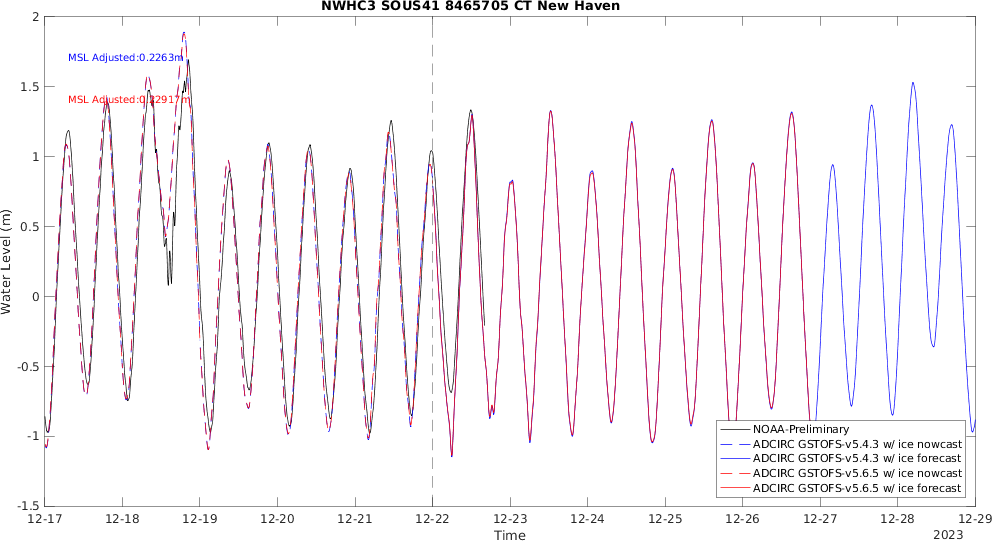 NWHC3 SOUS41 8465705 CT New Haven
2
1.5
1
0.5
0
-0.5
-1
-1.5
Water Level (m)
MSL Adjusted:0.2263m
MSL Adjusted:0.22917m
NOAA-Preliminary
ADCIRC GSTOFS-v5.4.3 w/ ice nowcast
ADCIRC GSTOFS-v5.4.3 w/ ice forecast
ADCIRC GSTOFS-v5.6.5 w/ ice nowcast
ADCIRC GSTOFS-v5.6.5 w/ ice forecast
12-17 12-18 12-19 12-20 12-21 12-22 12-23 12-24 12-25 12-26 12-27 12-28 12-29
Time
2023